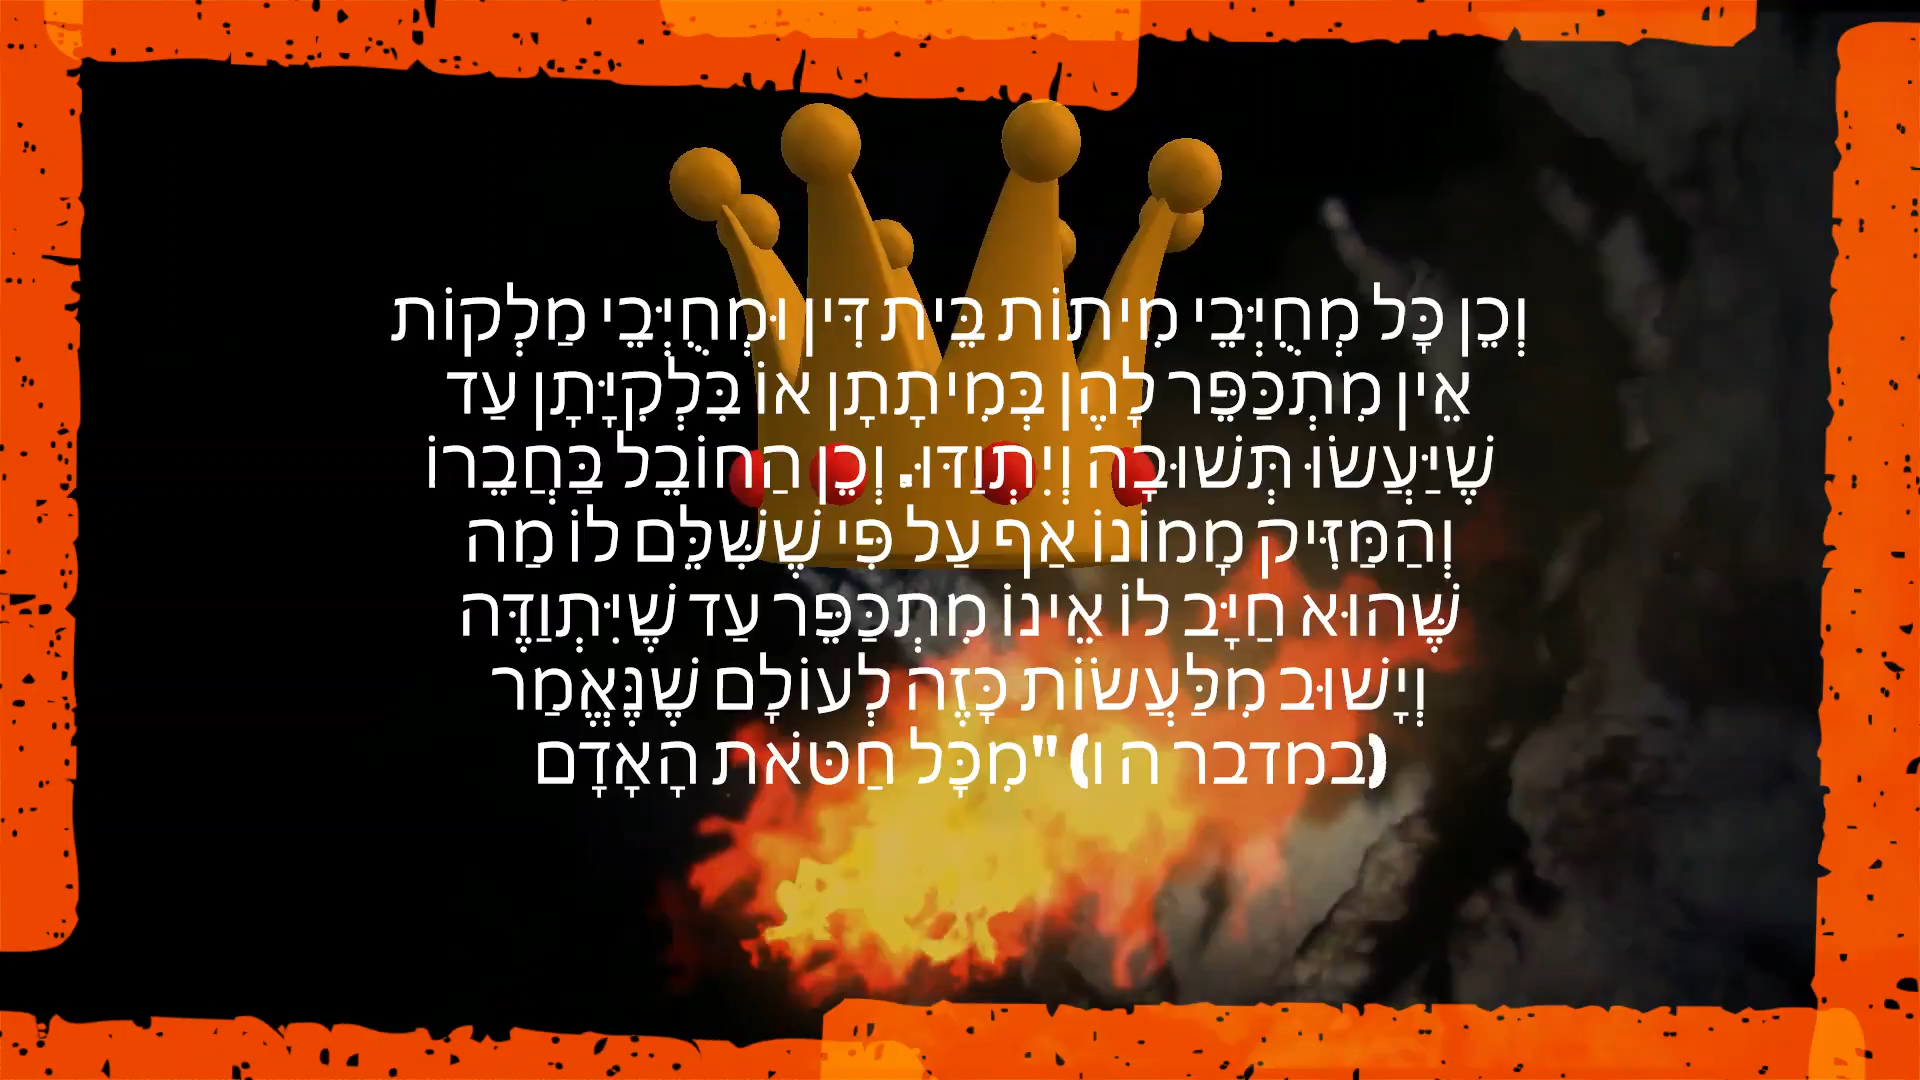 וְכֵן כָּל מְחֻיְּבֵי מִיתוֹת בֵּית דִּין וּמְחֻיְּבֵי מַלְקוֹת
אֵין מִתְכַּפֵּר לָהֶן בְּמִיתָתָן אוֹ בִּלְקִיָּתָן עַד
שֶׁיַּעֲשׂוּ תְּשׁוּבָה וְיִתְוַדּוּ. וְכֵן הַחוֹבֵל בַּחֲבֵרוֹ
וְהַמַּזִּיק מָמוֹנוֹ אַף עַל פִּי שֶׁשִּׁלֵּם לוֹ מַה
שֶּׁהוּא חַיָּב לוֹ אֵינוֹ מִתְכַּפֵּר עַד שֶׁיִּתְוַדֶּה
וְיָשׁוּב מִלַּעֲשׂוֹת כָּזֶה לְעוֹלָם שֶׁנֶּאֱמַר
(במדבר ה ו) "מִכָּל חַטֹּאת הָאָדָם